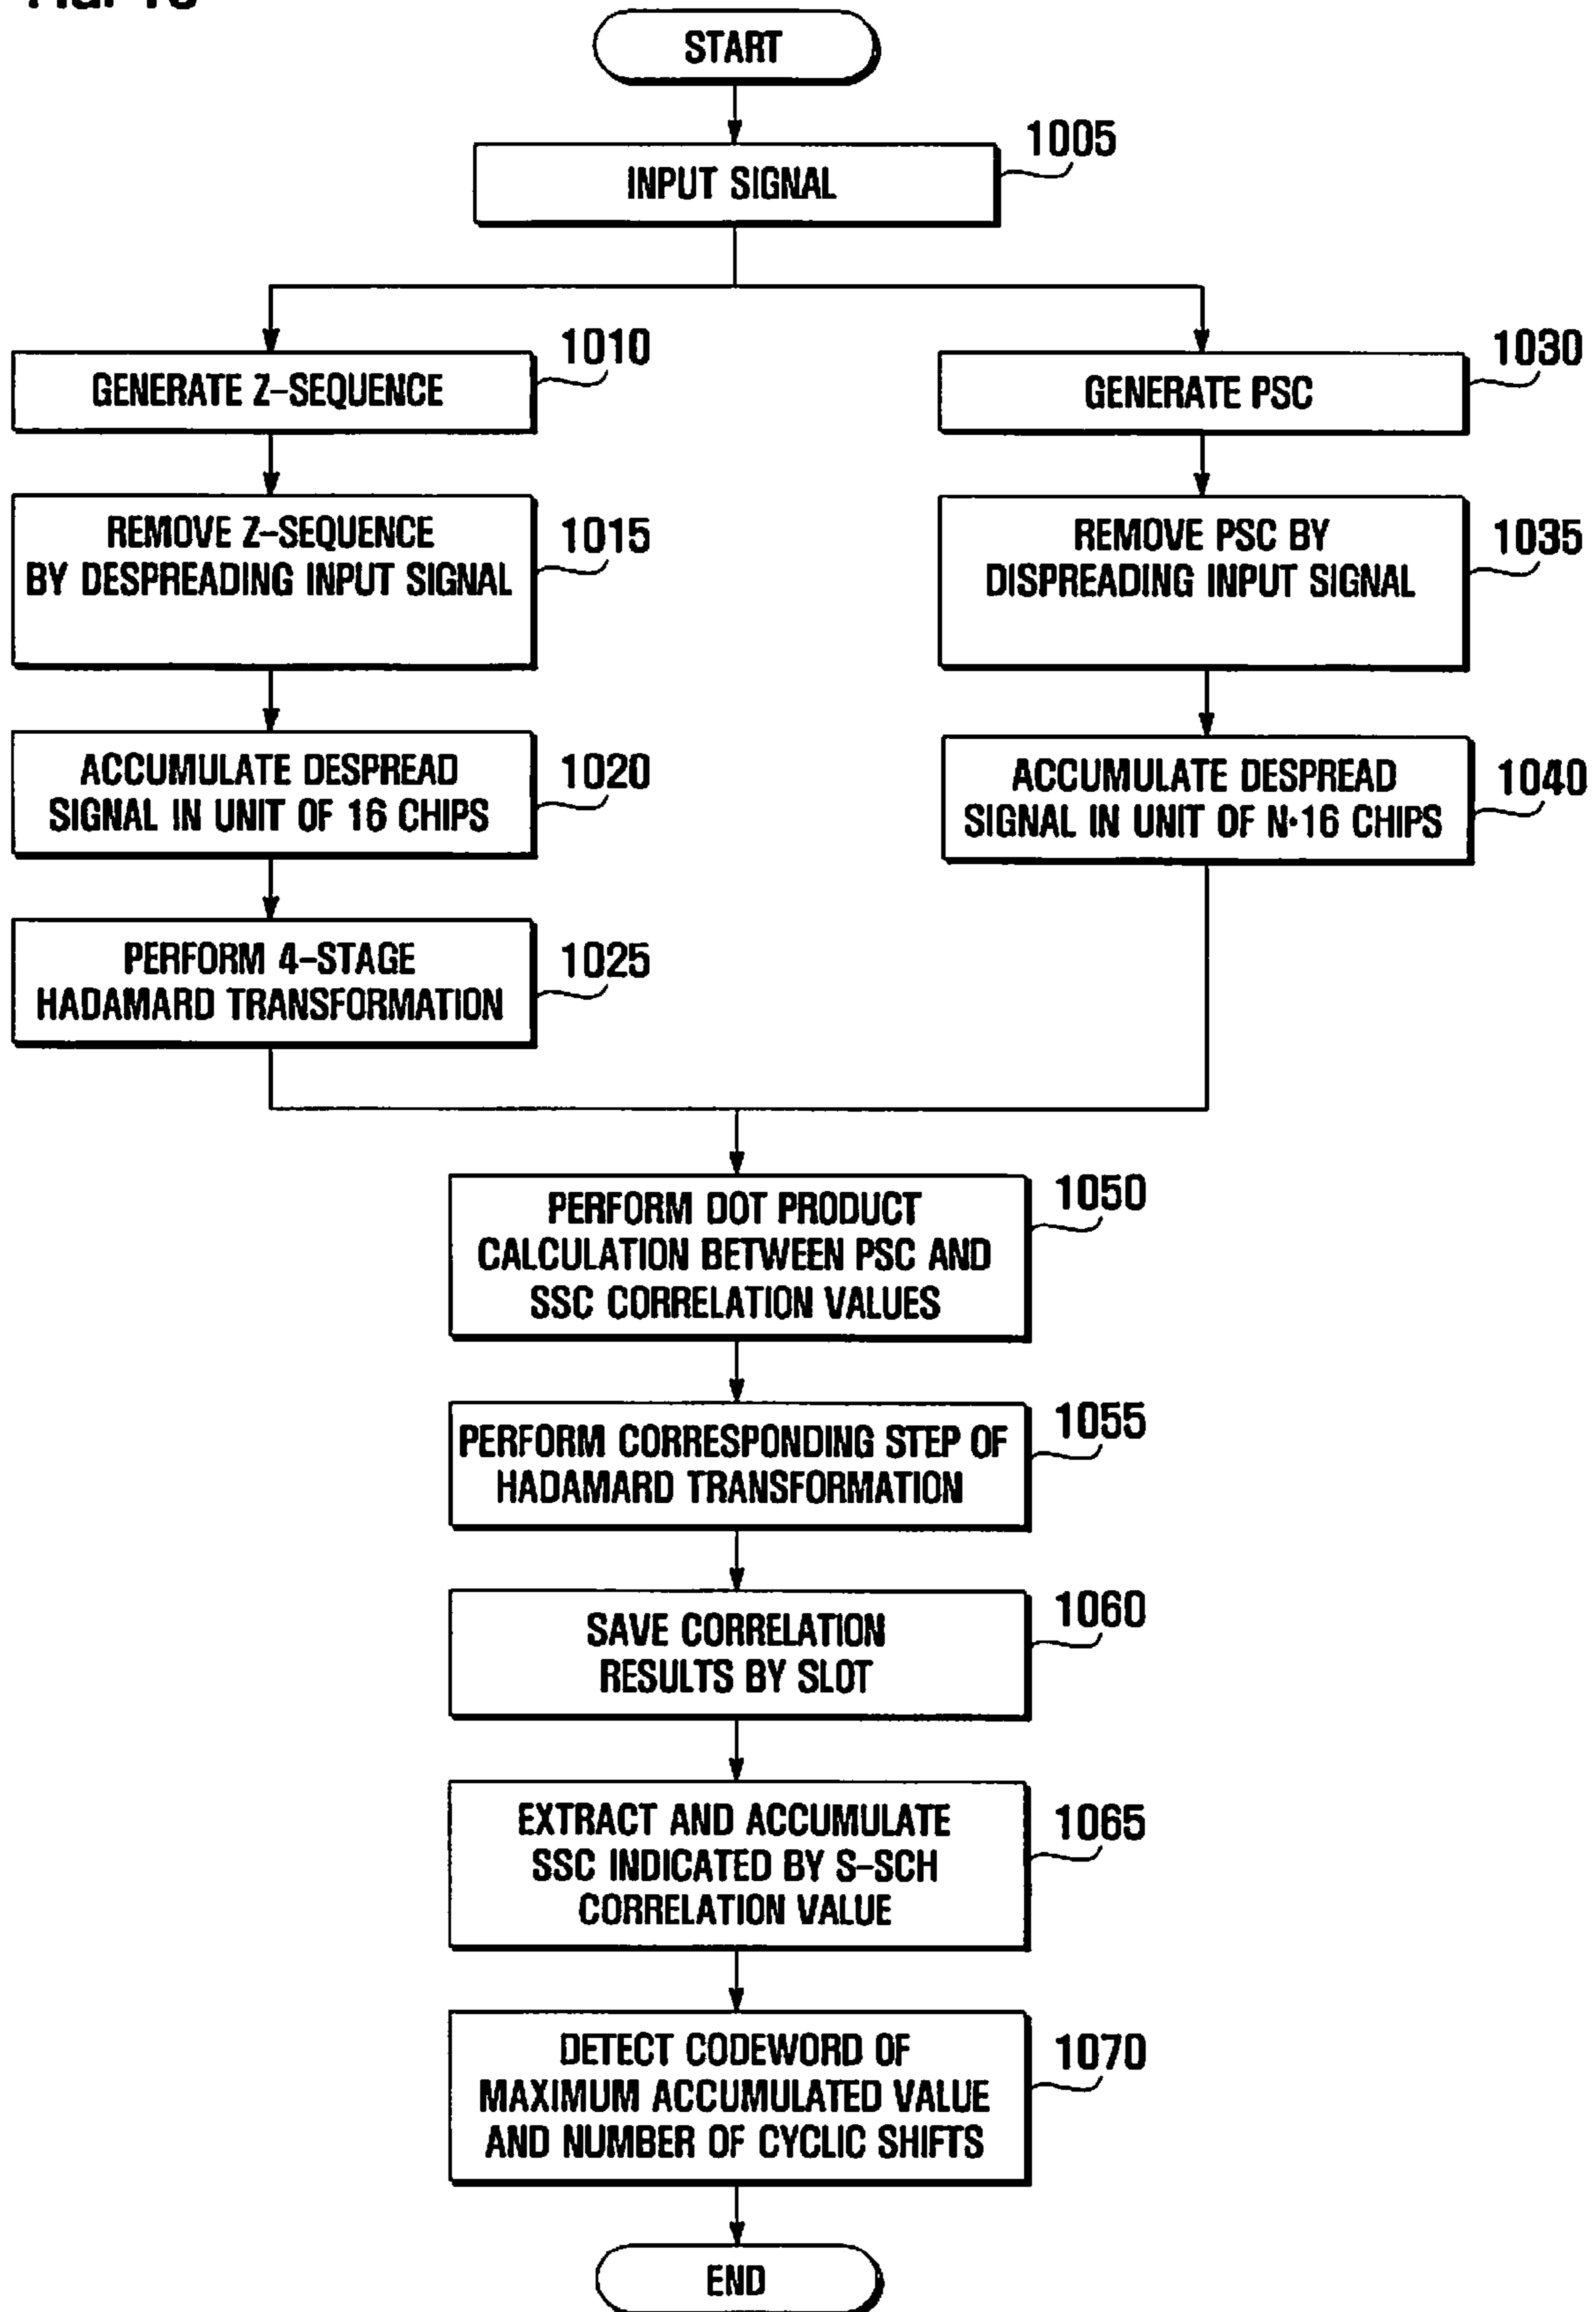 START
INPUT SIGNAL
1005
GENERATE Z-SEQUENCE
1010
REMOVE Z-SEQUENCE
BY DESPREADING INPUT SIGNAL
1015
ACCUMULATE DESPREAD
SIGNAL IN UNIT OF 16 CHIPS
1020
PERFORM 4-STAGE
HADAMARD TRANSFORMATION
1025
GENERATE PSC
1030
REMOVE PSC BY
DISPREADING INPUT SIGNAL
1035
ACCUMULATE DESPREAD
SIGNAL IN UNIT OF N·16 CHIPS
1040
PERFORM DOT PRODUCT
CALCULATION BETWEEN PSC AND
SSC CORRELATION VALUES
1050
PERFORM CORRESPONDING STEP OF
HADAMARD TRANSFORMATION
1055
SAVE CORRELATION
RESULTS BY SLOT
1060
EXTRACT AND ACCUMULATE
SSC INDICATED BY S-SCH
CORRELATION VALUE
1065
DETECT CODEWORD OF
MAXIMUM ACCUMULATED VALUE
AND NUMBER OF CYCLIC SHIFTS
1070
END